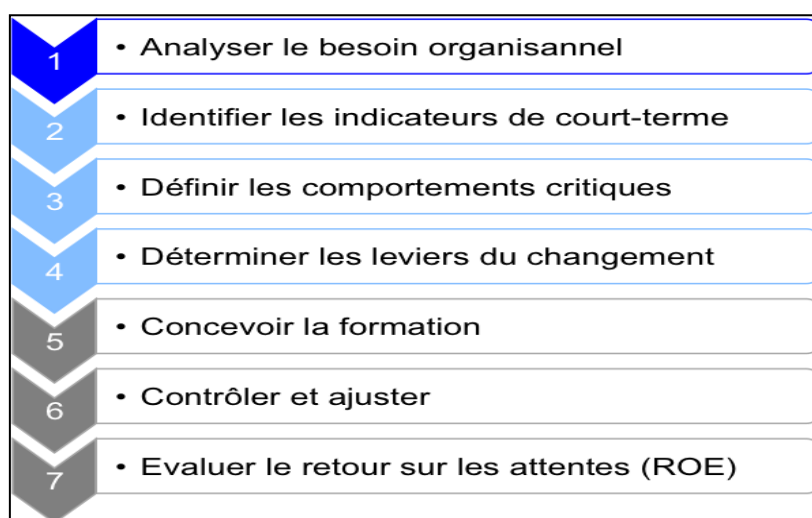 1 • Analyser le besoin organisannel
2 • Identifier les indicateurs de court-terme
3 • Définir les comportements critiques
4 • Déterminer les leviers du changement
5 • Concevoir la formation
6 • Contrôler et ajuster
7 • Evaluer le retour sur les attentes (ROE)